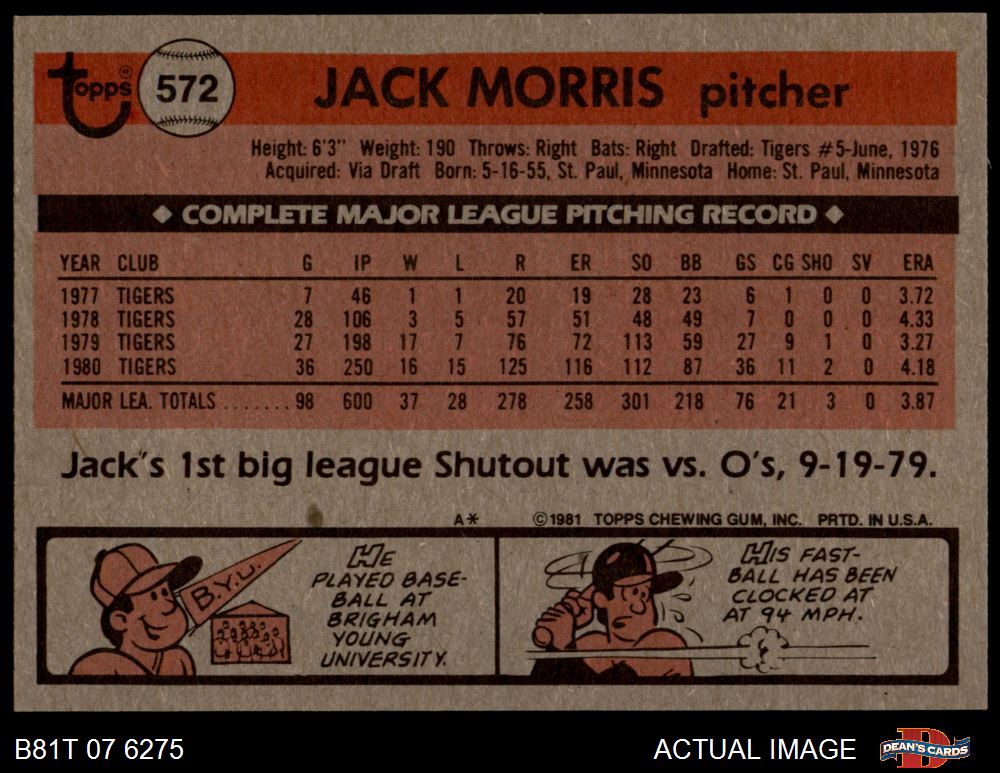 topps®
572
JACK MORRIS pitcher
Height: 6'3" Weight: 190 Throws: Right Bats: Right Drafted: Tigers #5-June, 1976
Acquired: Via Draft Born: 5-16-55, St. Paul, Minnesota Home: St. Paul, Minnesota
◆ COMPLETE MAJOR LEAGUE PITCHING RECORD ◆
YEAR CLUB G IP W L R ER SO BB GS CG SHO SV ERA
1977 TIGERS 7 46 1 1 20 19 28 23 6 1 0 0 3.72
1978 TIGERS 28 106 3 5 57 51 48 49 7 0 0 0 4.33
1979 TIGERS 27 198 17 7 76 72 113 59 27 9 1 0 3.27
1980 TIGERS 36 250 16 15 125 116 112 87 36 11 2 0 4.18
MAJOR LEA. TOTALS ....... 98 600 37 28 278 258 301 218 76 21 3 0 3.87
Jack's 1st big league Shutout was vs. O's, 9-19-79.
A* ©1981 TOPPS CHEWING GUM, INC. PRTD. IN U.S.A.
B.Y.U.
HE
PLAYED BASE-
BALL AT
BRIGHAM
YOUNG
UNIVERSITY.
HIS FAST-
BALL HAS BEEN
CLOCKED AT
AT 94 MPH.
B81T 07 6275
ACTUAL IMAGE
DEAN'S CARDS